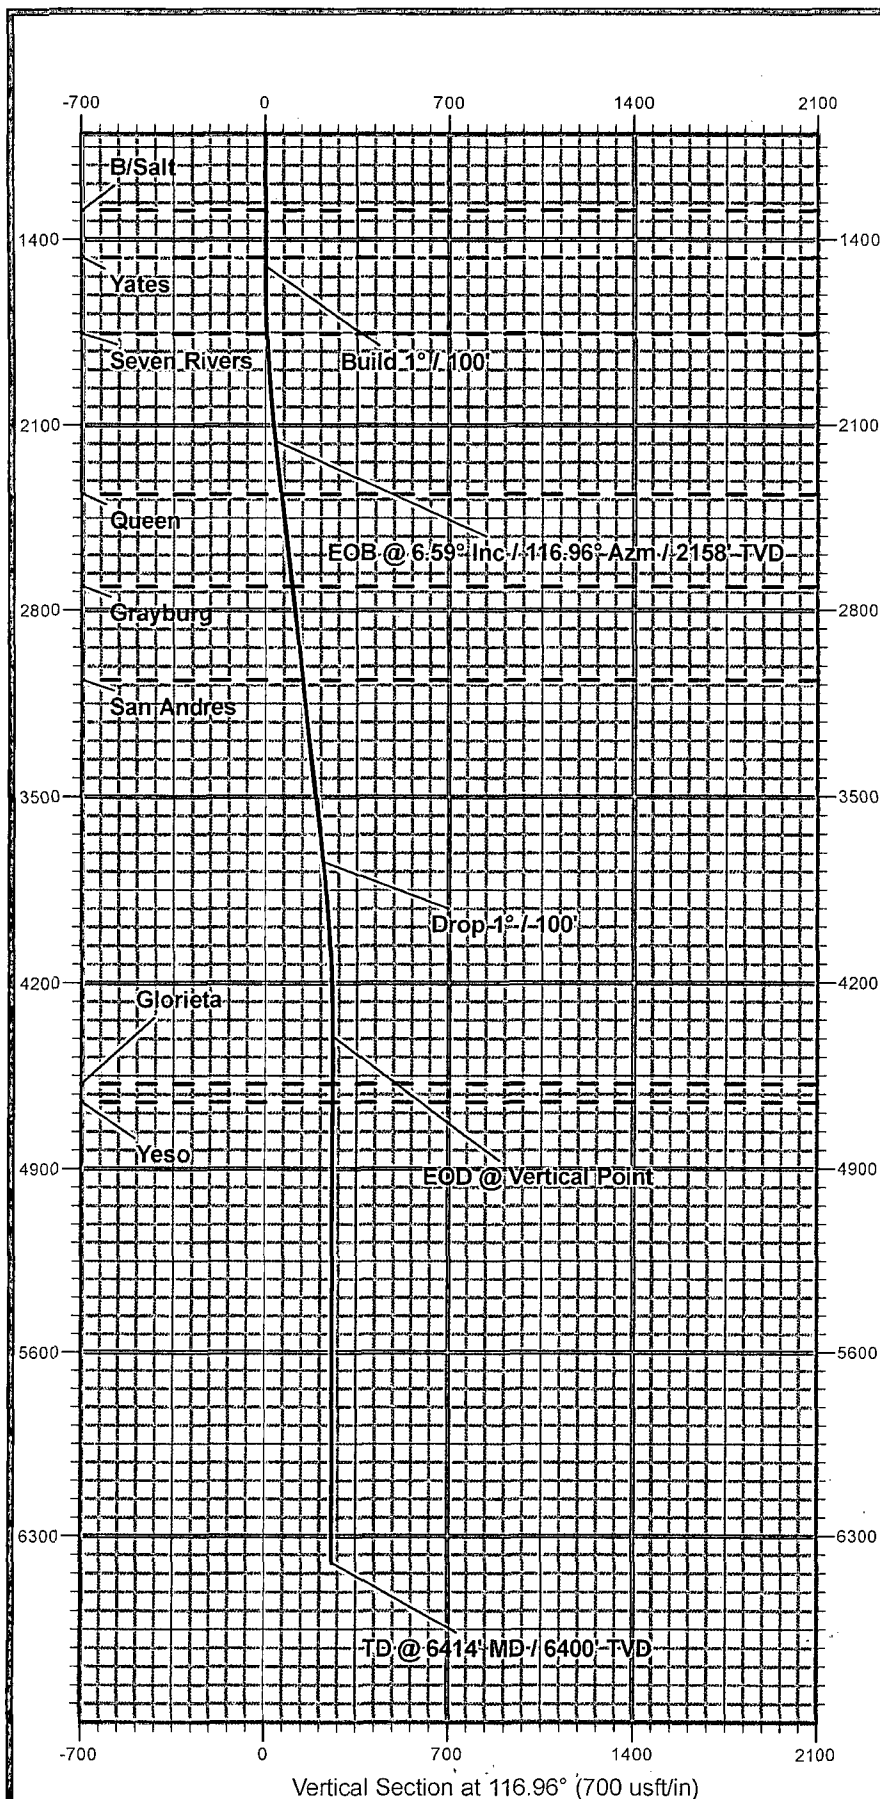 -700 0 700 1400 2100
B/Salt
1400 1400
Yates
Seven Rivers Build 1° / 100'
2100 2100
Queen
EOB @ 6.59° Inc / 116.96° Azm / 2158' TVD
2800 Grayburg 2800
San Andres
3500 3500
Drop 1° / 100'
4200 4200
Glorieta
Yeso
4900 4900
EOD @ Vertical Point
5600 5600
6300 6300
TD @ 6414' MD / 6400' TVD
-700 0 700 1400 2100
Vertical Section at 116.96° (700 usft/in)